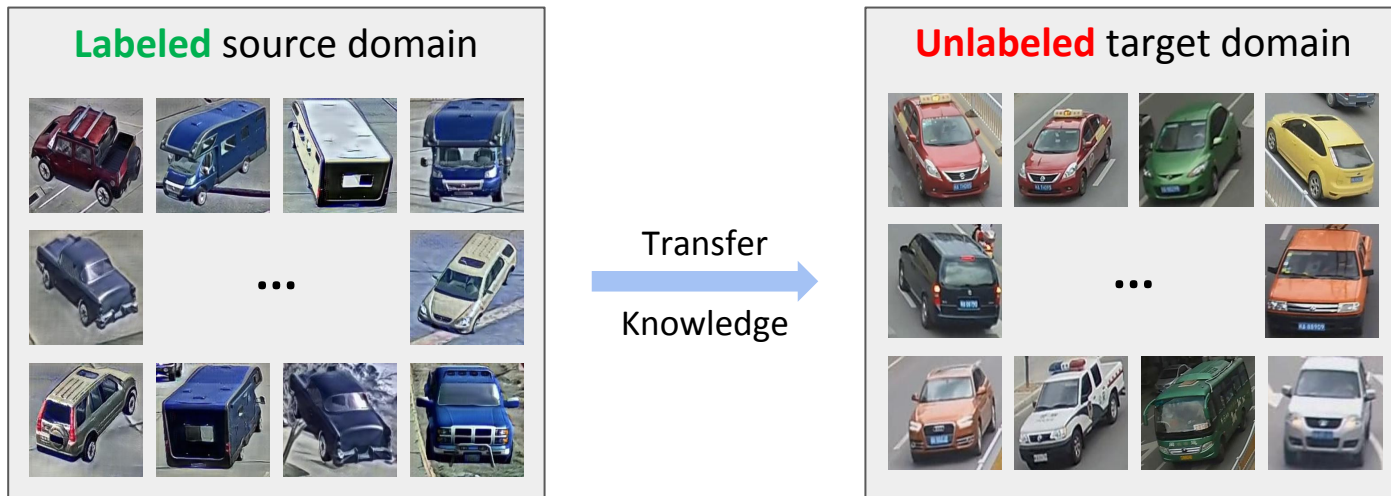 Labeled source domain
Unlabeled target domain
...
Transfer
Knowledge
...